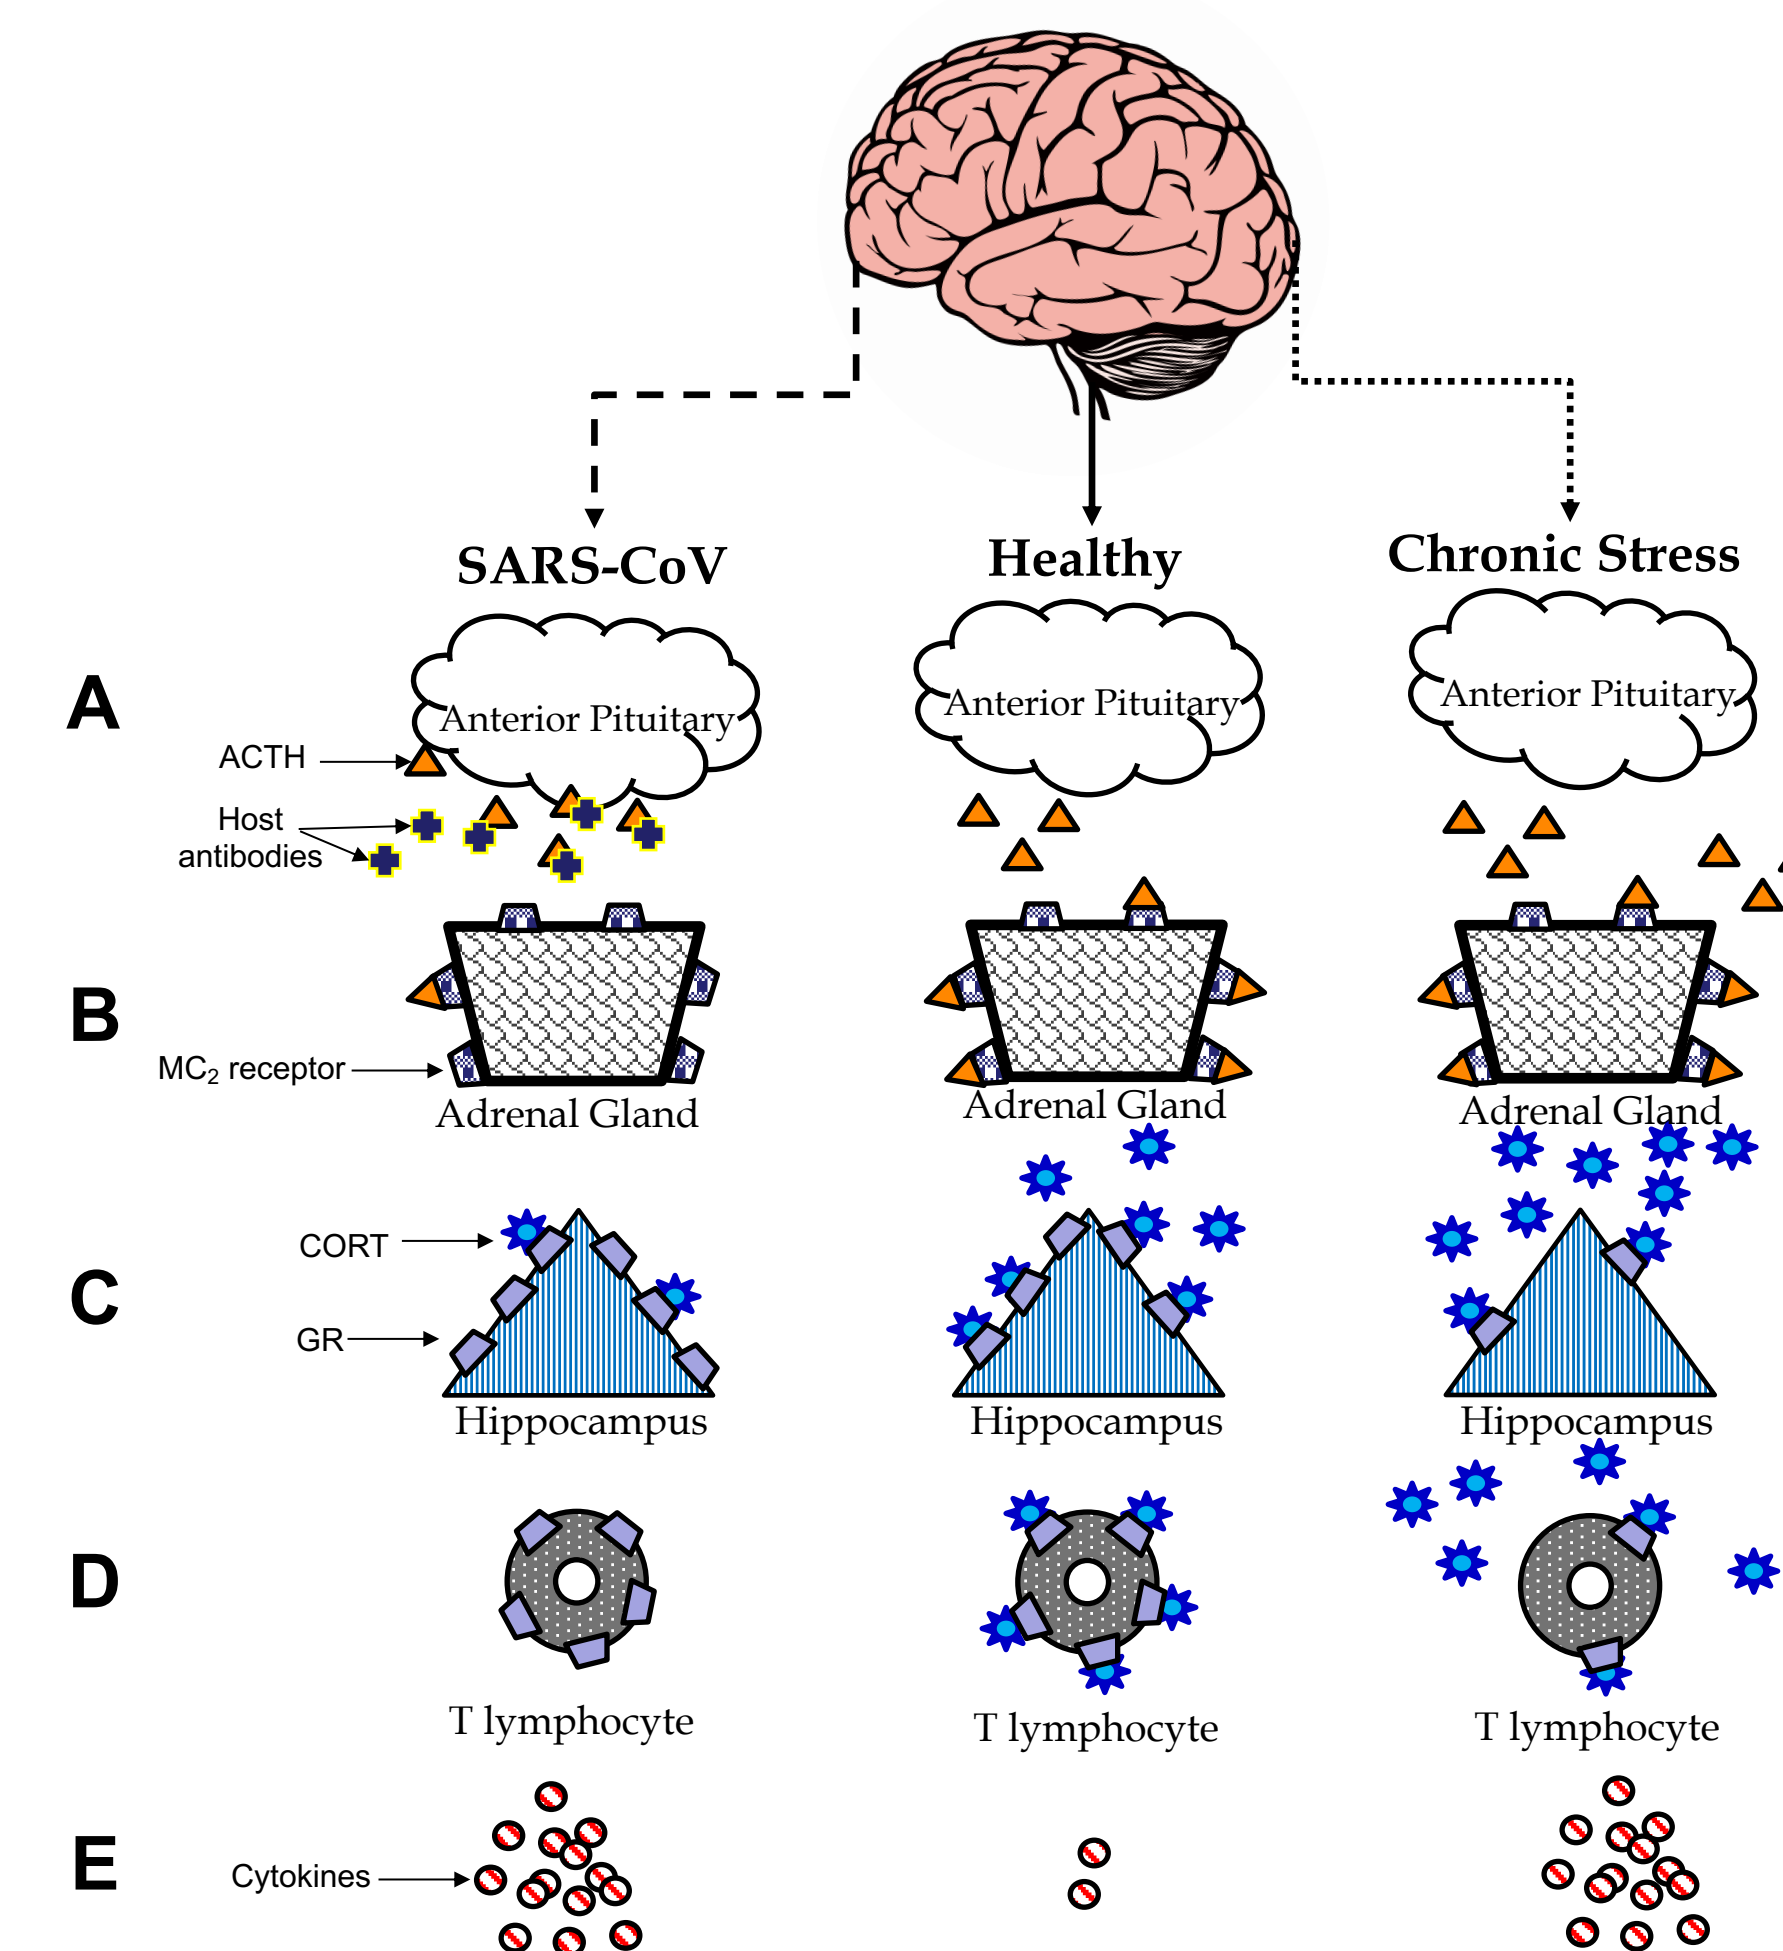 SARS-CoV
Healthy
Chronic Stress
A
Anterior Pituitary
Anterior Pituitary
Anterior Pituitary
ACTH
Host
antibodies
B
MC₂ receptor
Adrenal Gland
Adrenal Gland
Adrenal Gland
C
CORT
GR
Hippocampus
Hippocampus
Hippocampus
D
T lymphocyte
T lymphocyte
T lymphocyte
E
Cytokines